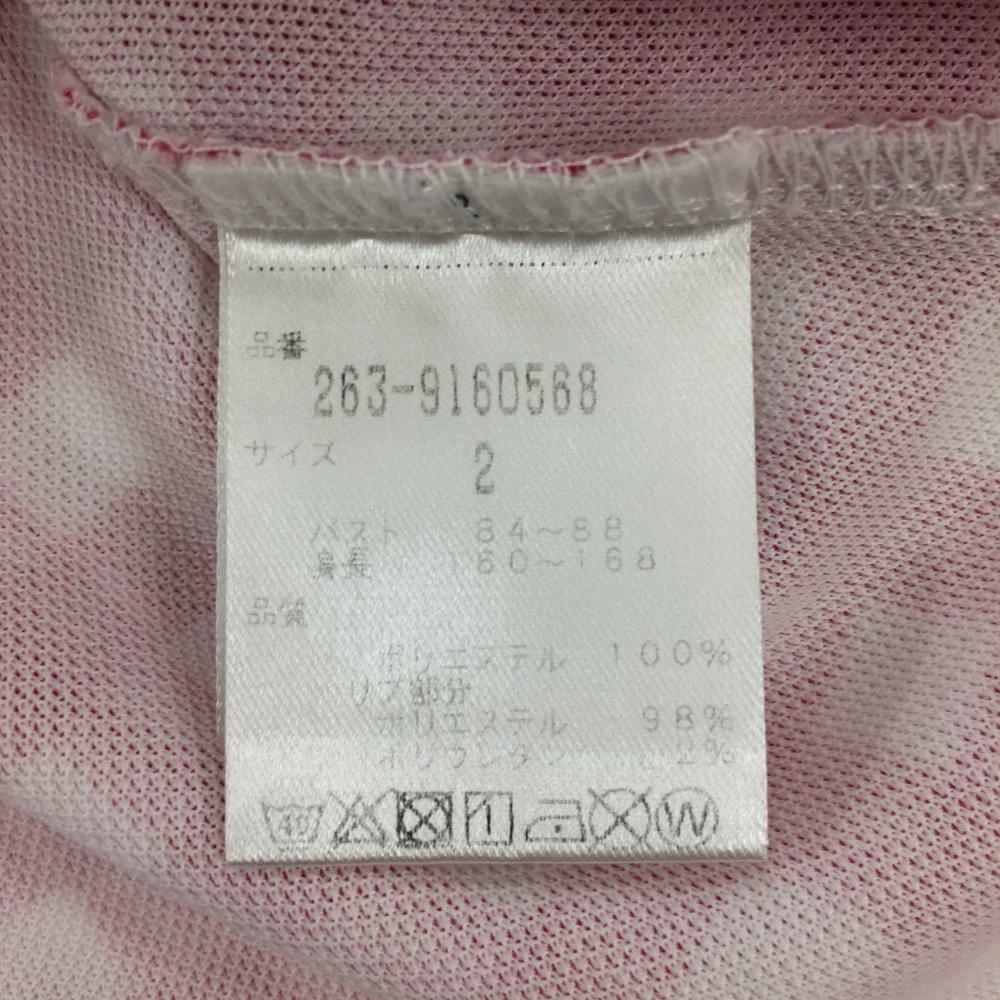 品番
263-9160568
サイズ 2
バスト 84〜88
身長 160〜168
品質
ポリエステル 100%
リブ部分
ポリエステル 98%
ポリウレタン 2%
40 1 W